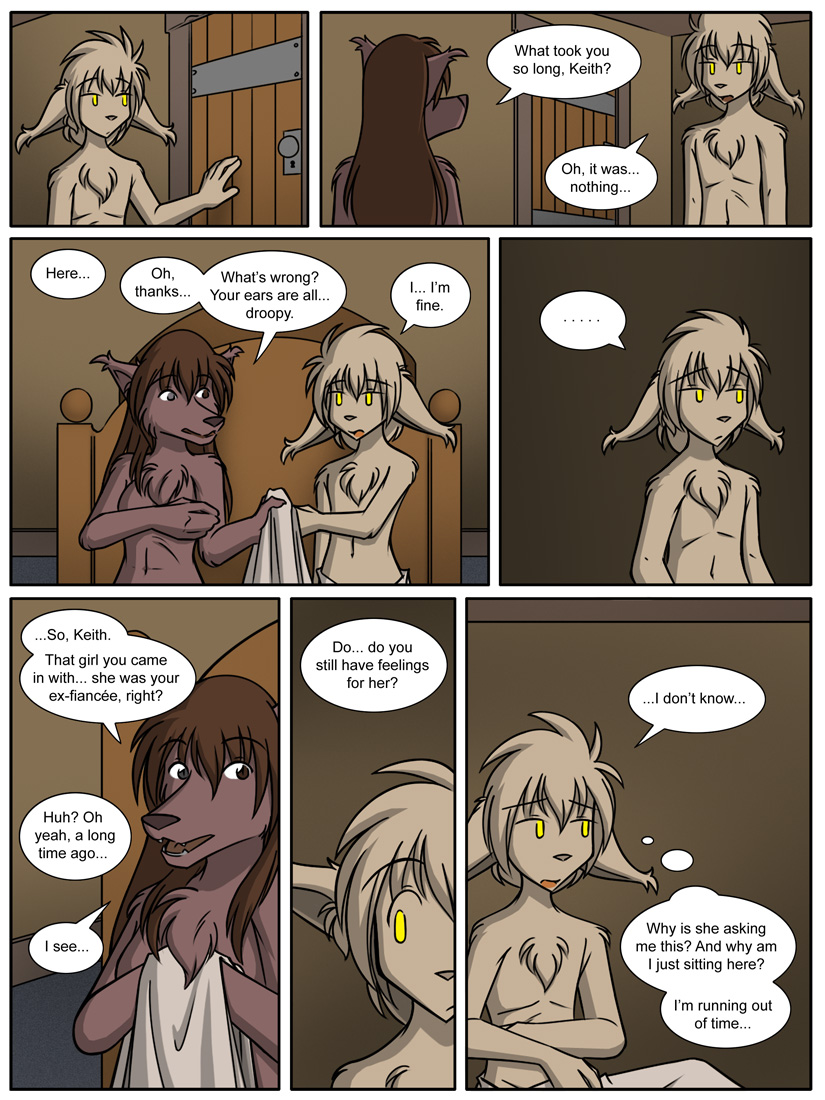 What took you
so long, Keith?
Oh, it was...
nothing...
Here...
Oh,
thanks...
What's wrong?
Your ears are all...
droopy.
I... I'm
fine.
. . . . .
...So, Keith.
That girl you came
in with... she was your
ex-fiancée, right?
Huh? Oh
yeah, a long
time ago...
I see...
Do... do you
still have feelings
for her?
...I don't know...
Why is she asking
me this? And why am
I just sitting here?
I'm running out
of time...